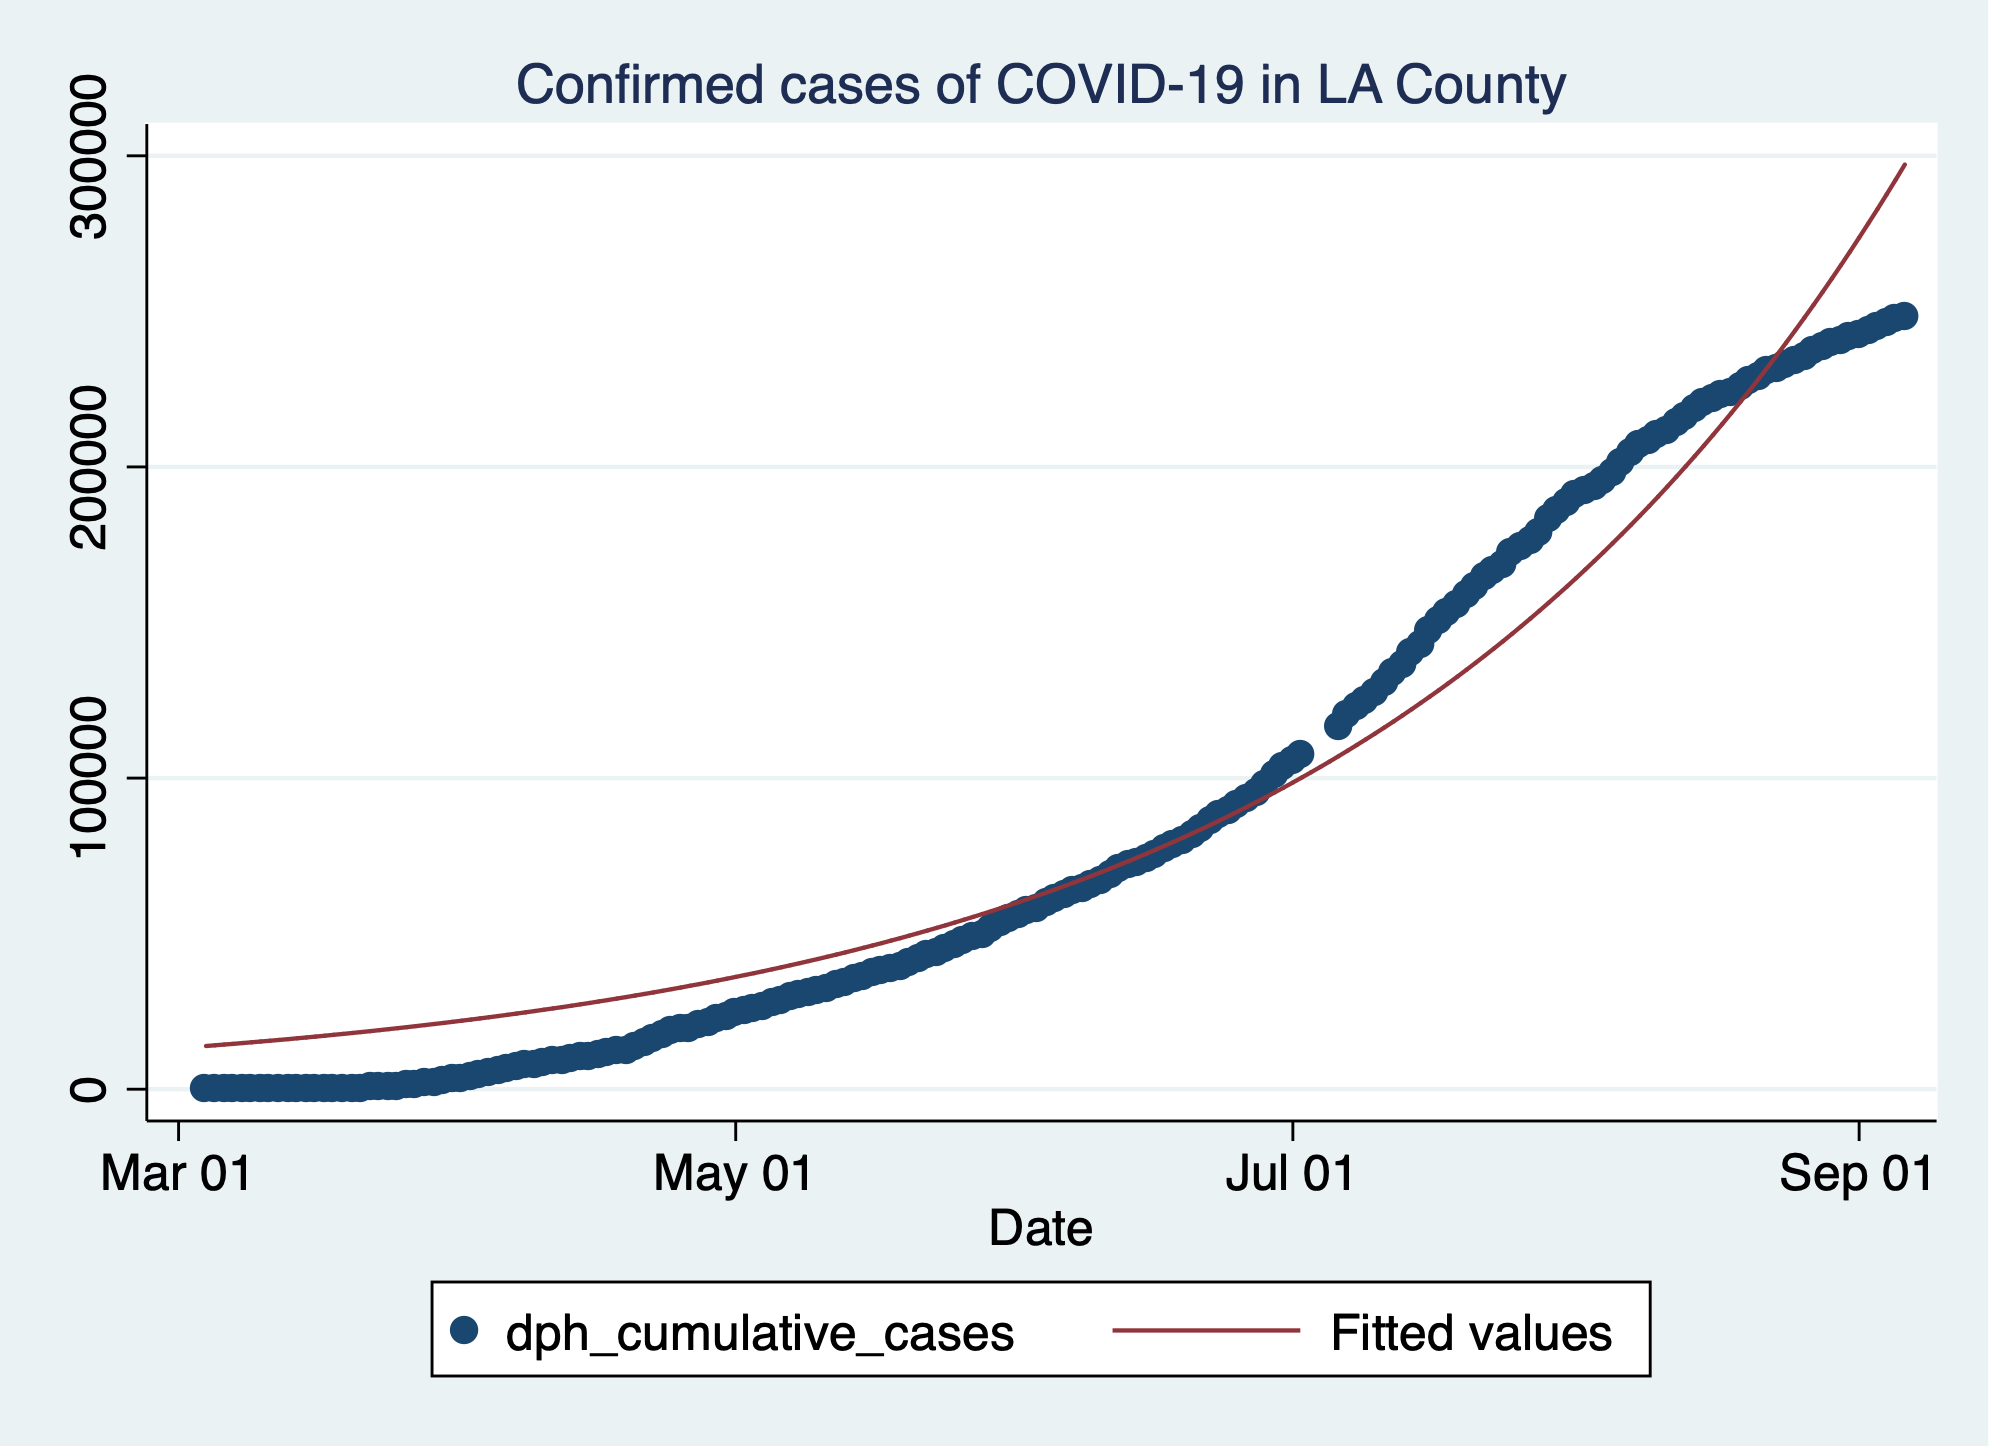 Confirmed cases of COVID-19 in LA County
300000
200000
100000
0
Mar 01
May 01
Jul 01
Sep 01
Date
dph_cumulative_cases
Fitted values